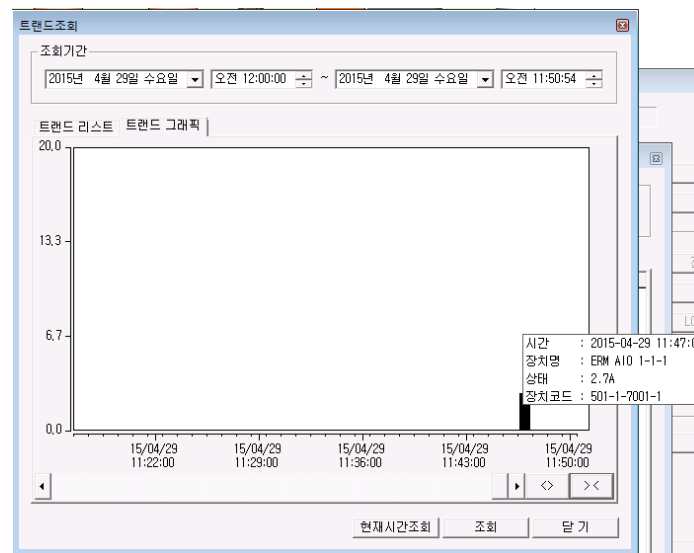 트랜드조회
조회기간
2015년 4월 29일 수요일 오전 12:00:00 ~ 2015년 4월 29일 수요일 오전 11:50:54
트랜드 리스트 트랜드 그래픽
20,0
13,3
6,7
0,0
시간 : 2015-04-29 11:47:0
장치명 : ERM AIO 1-1-1
상태 : 2.7A
장치코드 : 501-1-7001-1
15/04/29 15/04/29 15/04/29 15/04/29 15/04/29
11:22:00 11:29:00 11:36:00 11:43:00 11:50:00
<> ><
현재시간조회 조회 닫 기